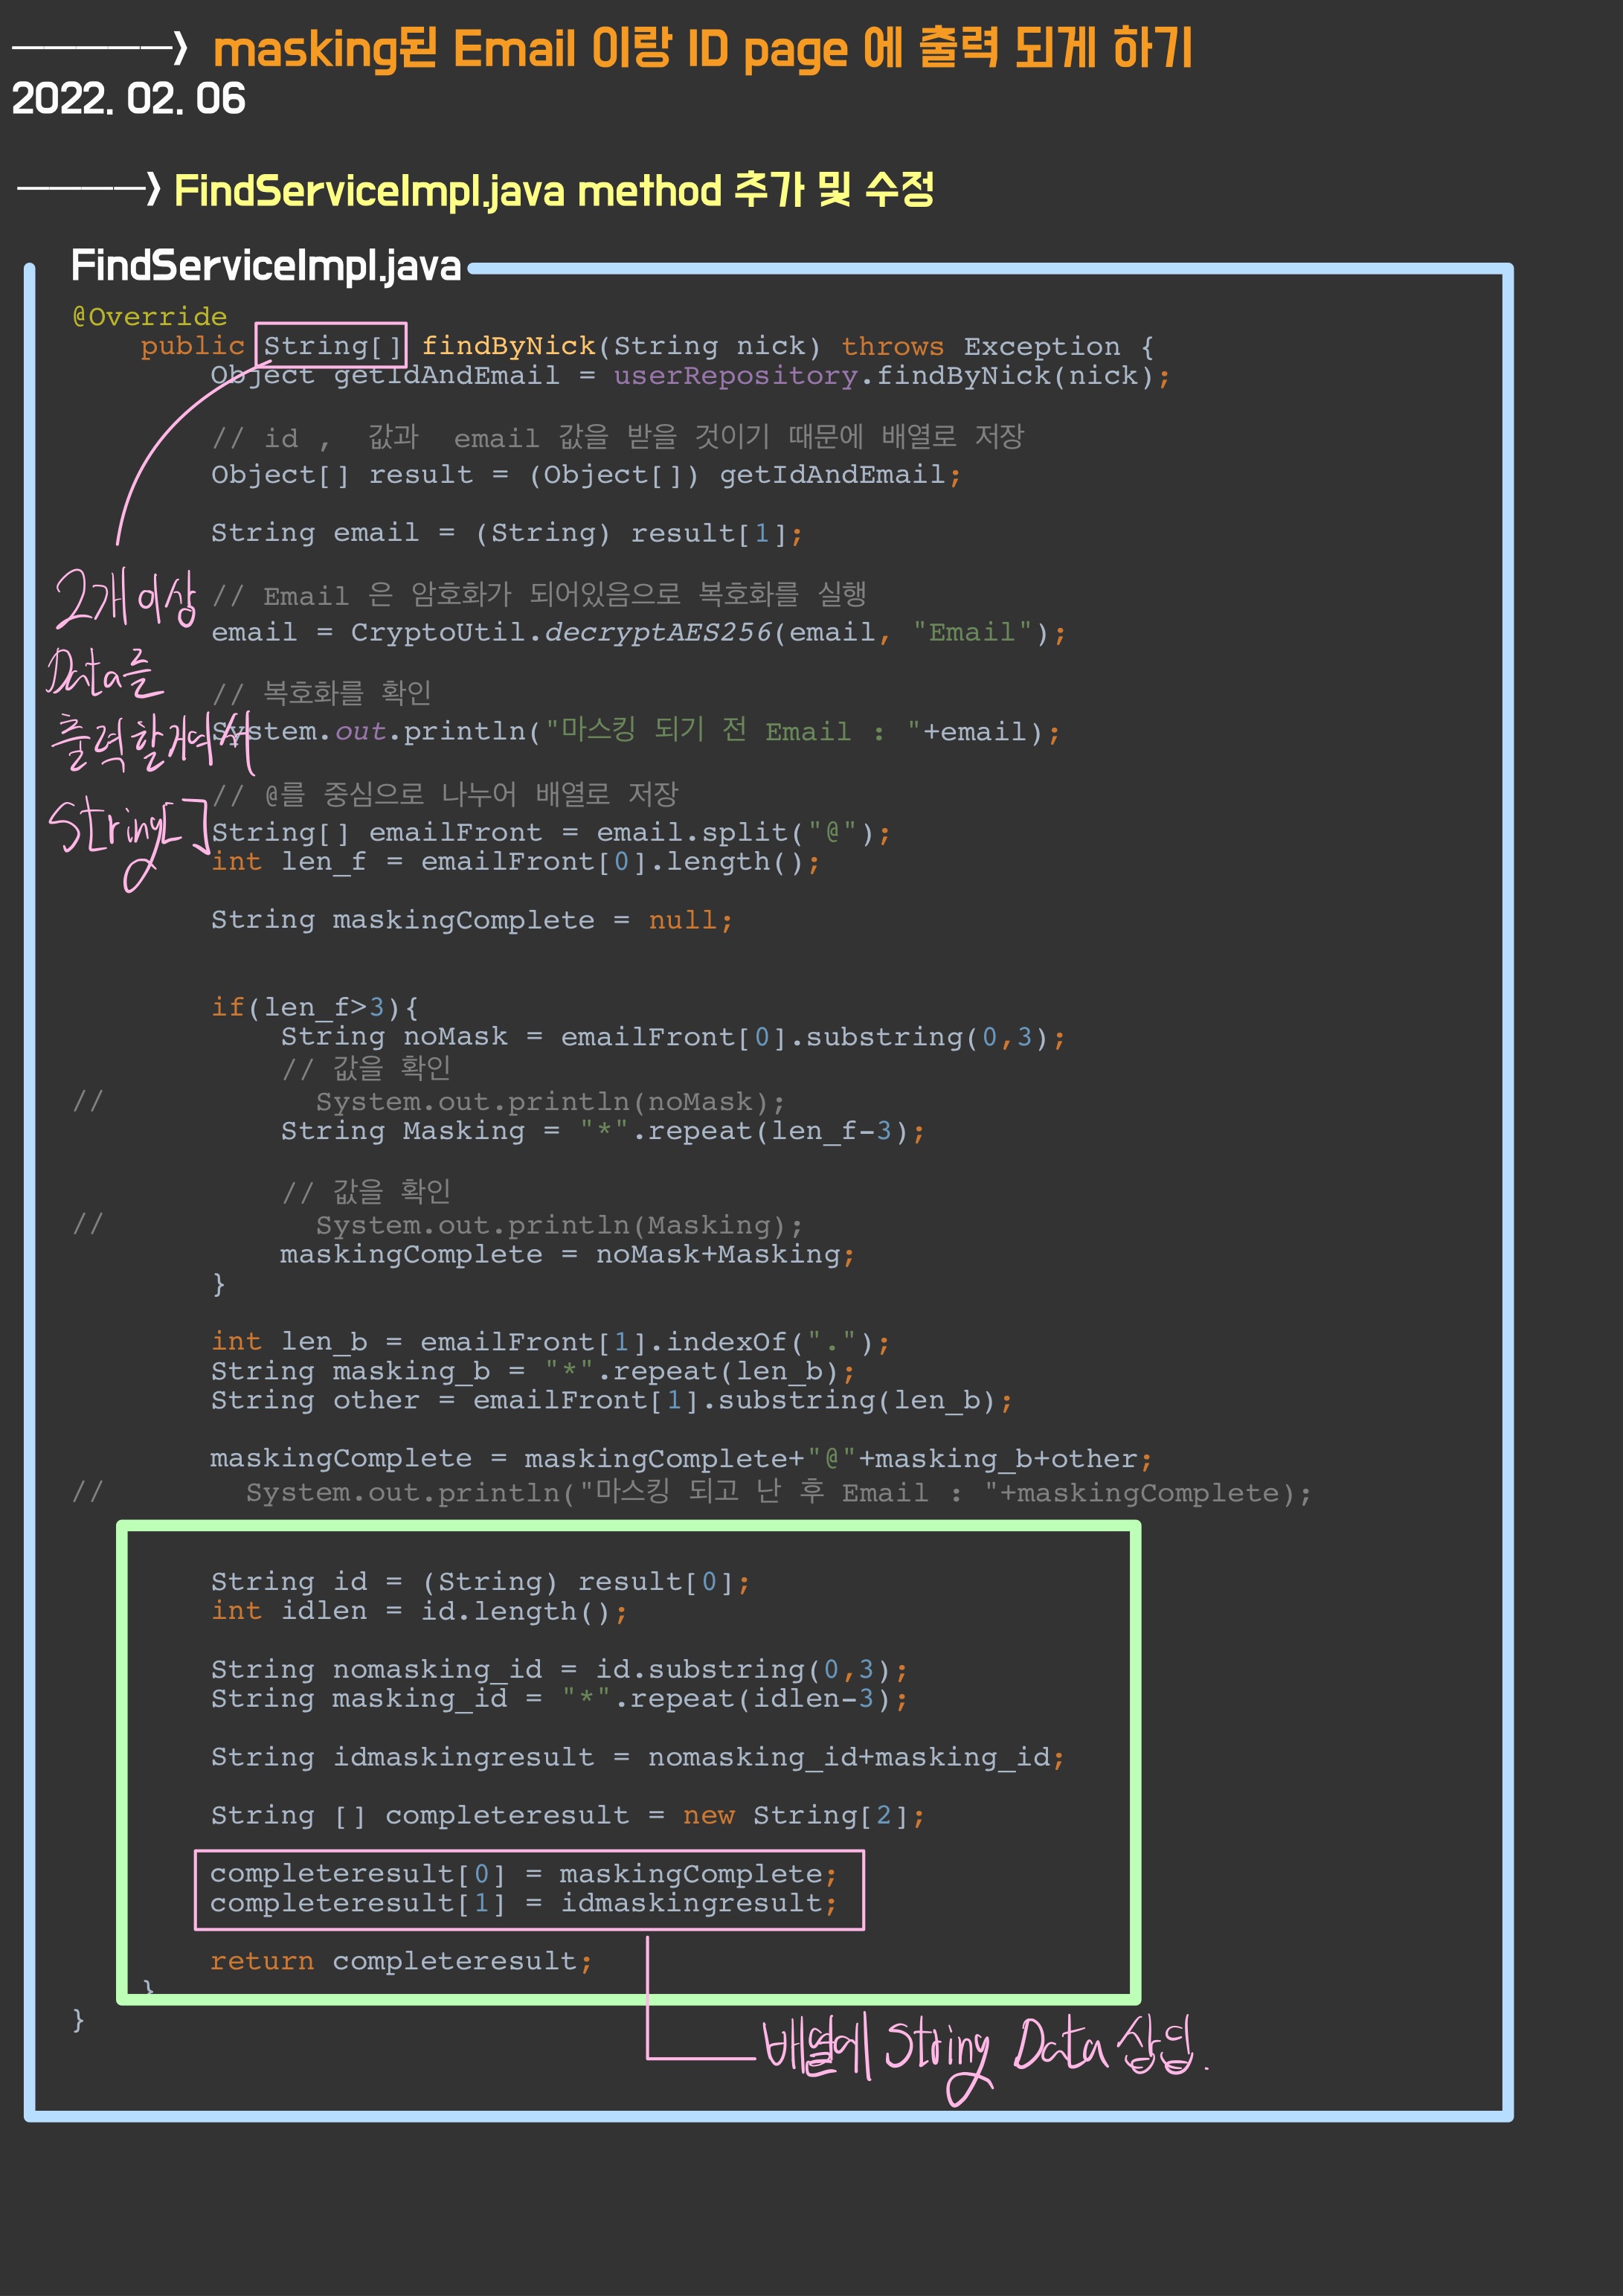 masking된 Email 이랑 ID page 에 출력 되게 하기
2022. 02. 06
FindServiceImpl.java method 추가 및 수정
FindServiceImpl.java
@Override
public String[] findByNick(String nick) throws Exception {
Object getIdAndEmail = userRepository.findByNick(nick);
// id ,  값과  email 값을 받을 것이기 때문에 배열로 저장
Object[] result = (Object[]) getIdAndEmail;
String email = (String) result[1];
// Email 은 암호화가 되어있음으로 복호화를 실행
email = CryptoUtil.decryptAES256(email, "Email");
// 복호화를 확인
System.out.println("마스킹 되기 전 Email : "+email);
// @를 중심으로 나누어 배열로 저장
String[] emailFront = email.split("@");
int len_f = emailFront[0].length();
2개 이상
Data를
출력할거여서
String[]
String maskingComplete = null;
if(len_f>3){
String noMask = emailFront[0].substring(0,3);
// 값을 확인
//            System.out.println(noMask);
String Masking = "*".repeat(len_f-3);
// 값을 확인
//            System.out.println(Masking);
maskingComplete = noMask+Masking;
}
int len_b = emailFront[1].indexOf(".");
String masking_b = "*".repeat(len_b);
String other = emailFront[1].substring(len_b);
maskingComplete = maskingComplete+"@"+masking_b+other;
//        System.out.println("마스킹 되고 난 후 Email : "+maskingComplete);
String id = (String) result[0];
int idlen = id.length();
String nomasking_id = id.substring(0,3);
String masking_id = "*".repeat(idlen-3);
String idmaskingresult = nomasking_id+masking_id;
String [] completeresult = new String[2];
completeresult[0] = maskingComplete;
completeresult[1] = idmaskingresult;
return completeresult;
}
}
배열에 String Data 삽입.